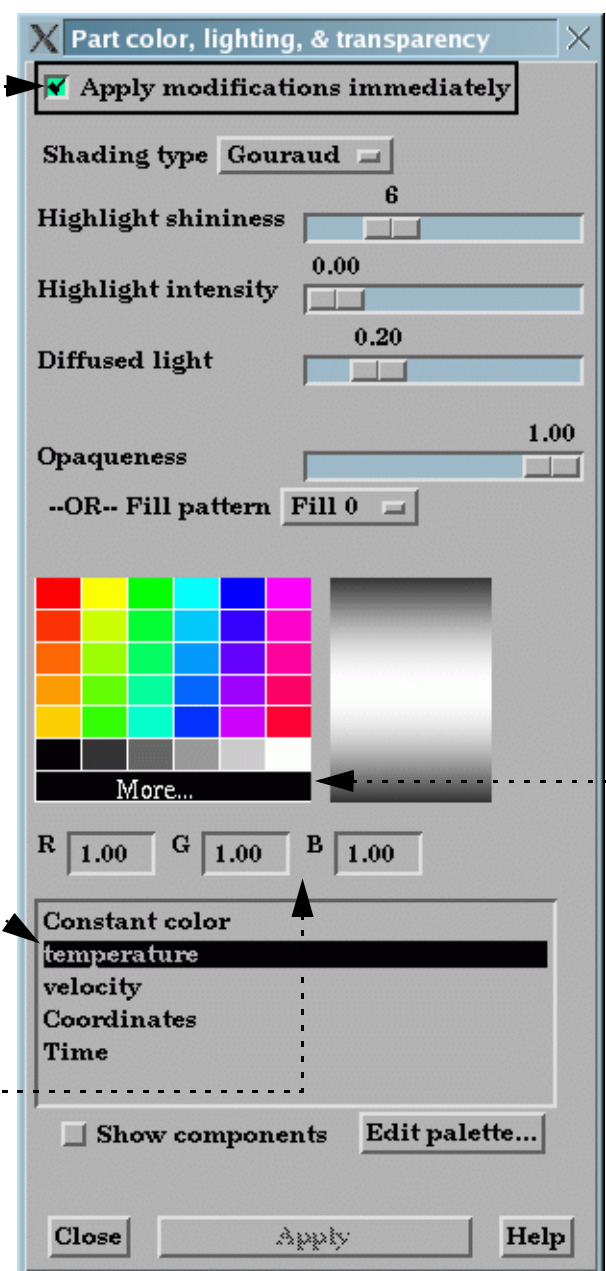 Part color, lighting, & transparency
Apply modifications immediately
Shading type Gouraud
6
Highlight shininess
0.00
Highlight intensity
0.20
Diffused light
1.00
Opaqueness
--OR-- Fill pattern Fill 0
More...
R 1.00 G 1.00 B 1.00
Constant color
temperature
velocity
Coordinates
Time
Show components Edit palette...
Close Apply Help